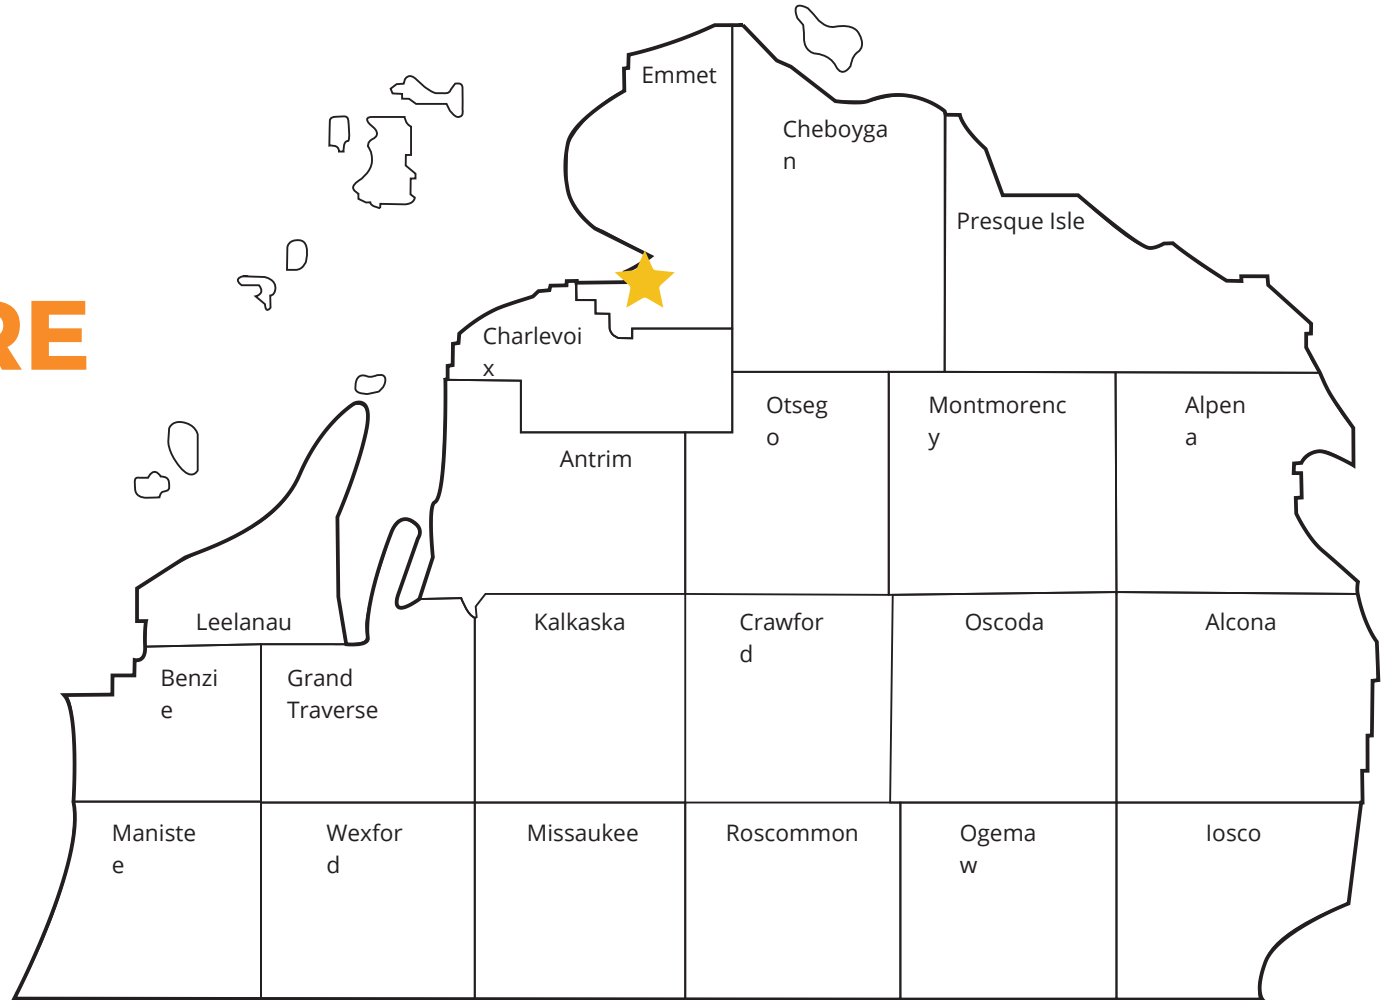 Emmet
Cheboyga
n
Presque Isle
RE
Charlevoi
x
Otseg
o
Montmorenc
y
Alpen
a
Antrim
Leelanau
Kalkaska
Crawfor
d
Oscoda
Alcona
Benzi
e
Grand
Traverse
Maniste
e
Wexfor
d
Missaukee
Roscommon
Ogema
w
Iosco